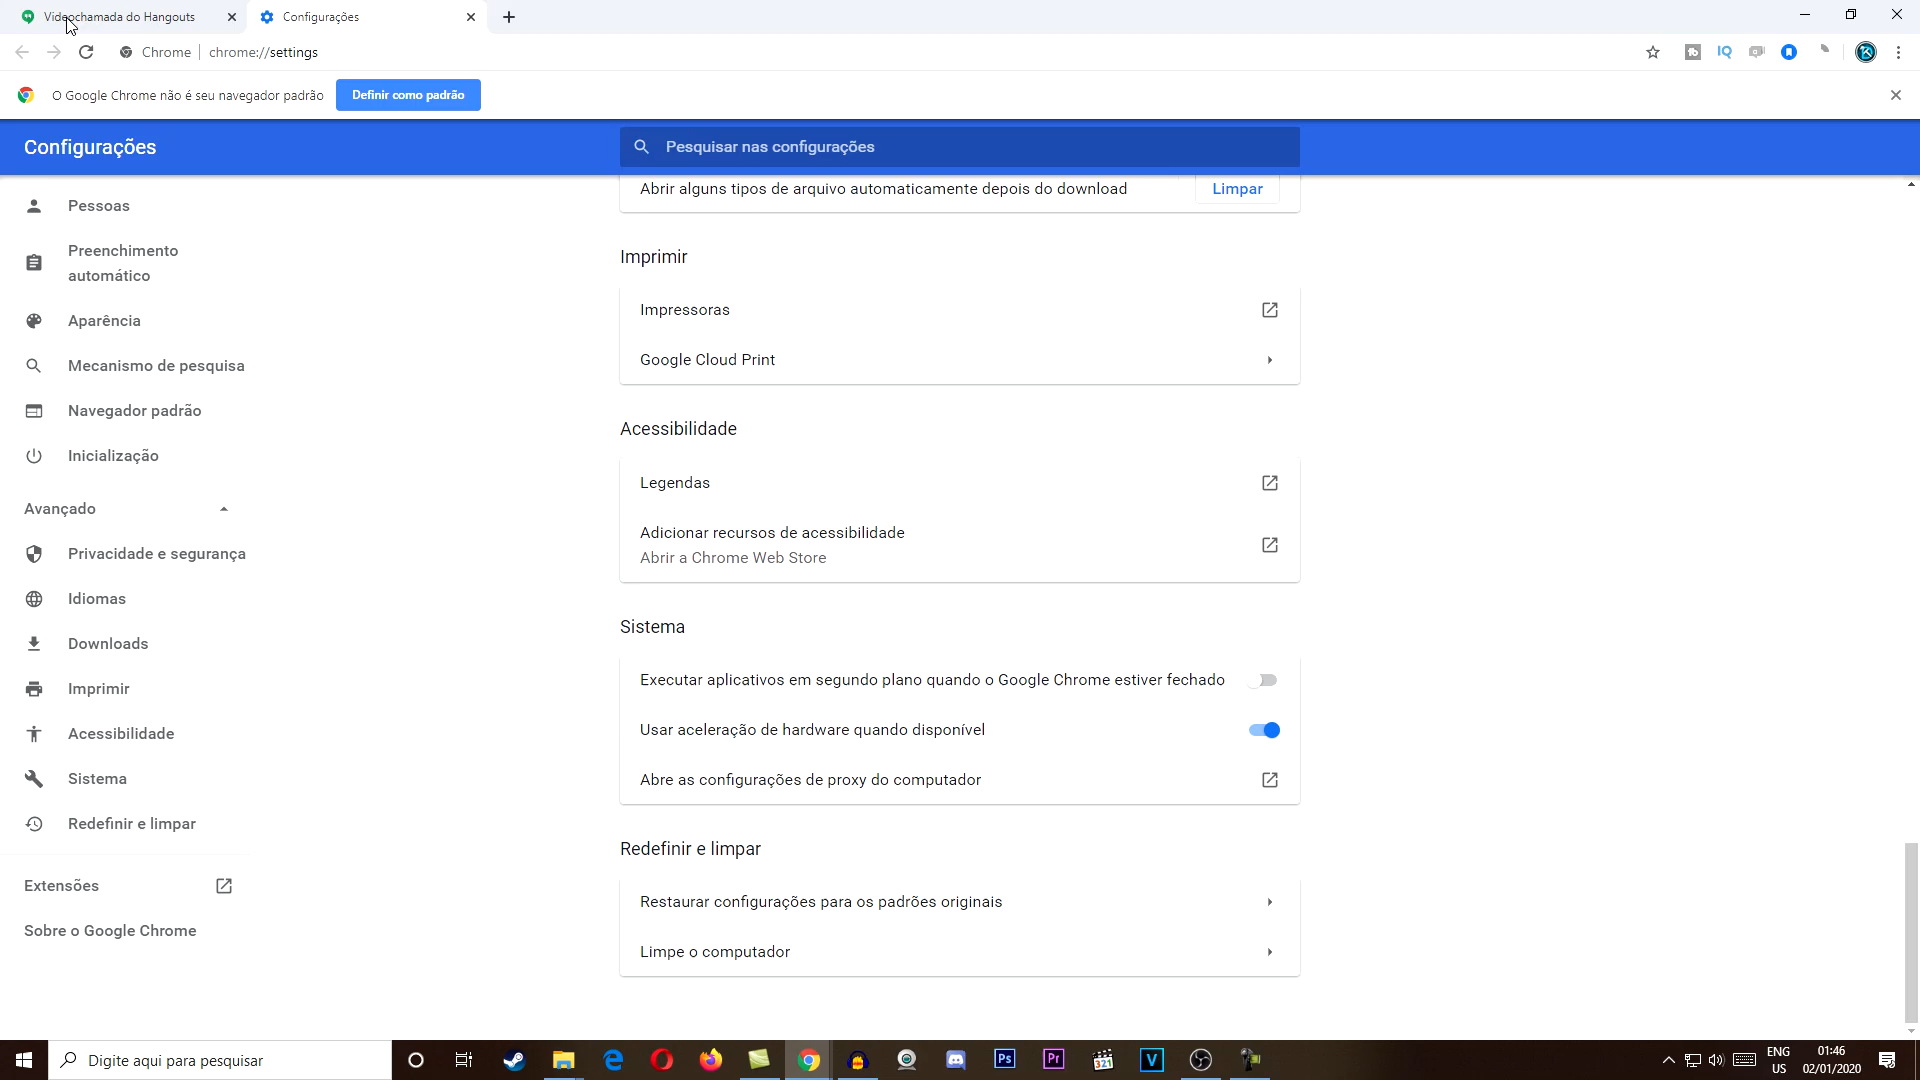 Videochamada do Hangouts
Configurações
Chrome
chrome://settings
O Google Chrome não é seu navegador padrão
Definir como padrão
Configurações
Pesquisar nas configurações
Pessoas
Preenchimento
automático
Aparência
Mecanismo de pesquisa
Navegador padrão
Inicialização
Avançado
Privacidade e segurança
Idiomas
Downloads
Imprimir
Acessibilidade
Sistema
Redefinir e limpar
Extensões
Sobre o Google Chrome
Abrir alguns tipos de arquivo automaticamente depois do download
Limpar
Imprimir
Impressoras
Google Cloud Print
Acessibilidade
Legendas
Adicionar recursos de acessibilidade
Abrir a Chrome Web Store
Sistema
Executar aplicativos em segundo plano quando o Google Chrome estiver fechado
Usar aceleração de hardware quando disponível
Abre as configurações de proxy do computador
Redefinir e limpar
Restaurar configurações para os padrões originais
Limpe o computador
Digite aqui para pesquisar
Ps
Pr
321
V
ENG
US
01:46
02/01/2020